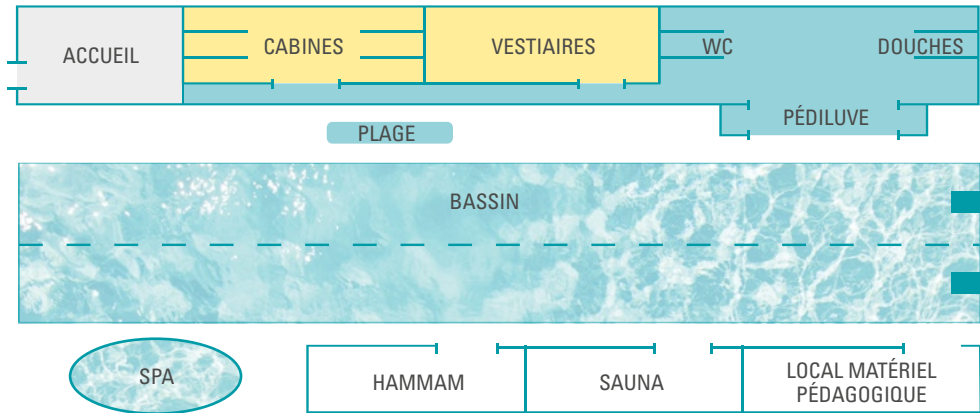 ACCUEIL
CABINES
VESTIAIRES
WC
DOUCHES
PÉDILUVE
PLAGE
BASSIN
SPA
HAMMAM
SAUNA
LOCAL MATÉRIEL
PÉDAGOGIQUE